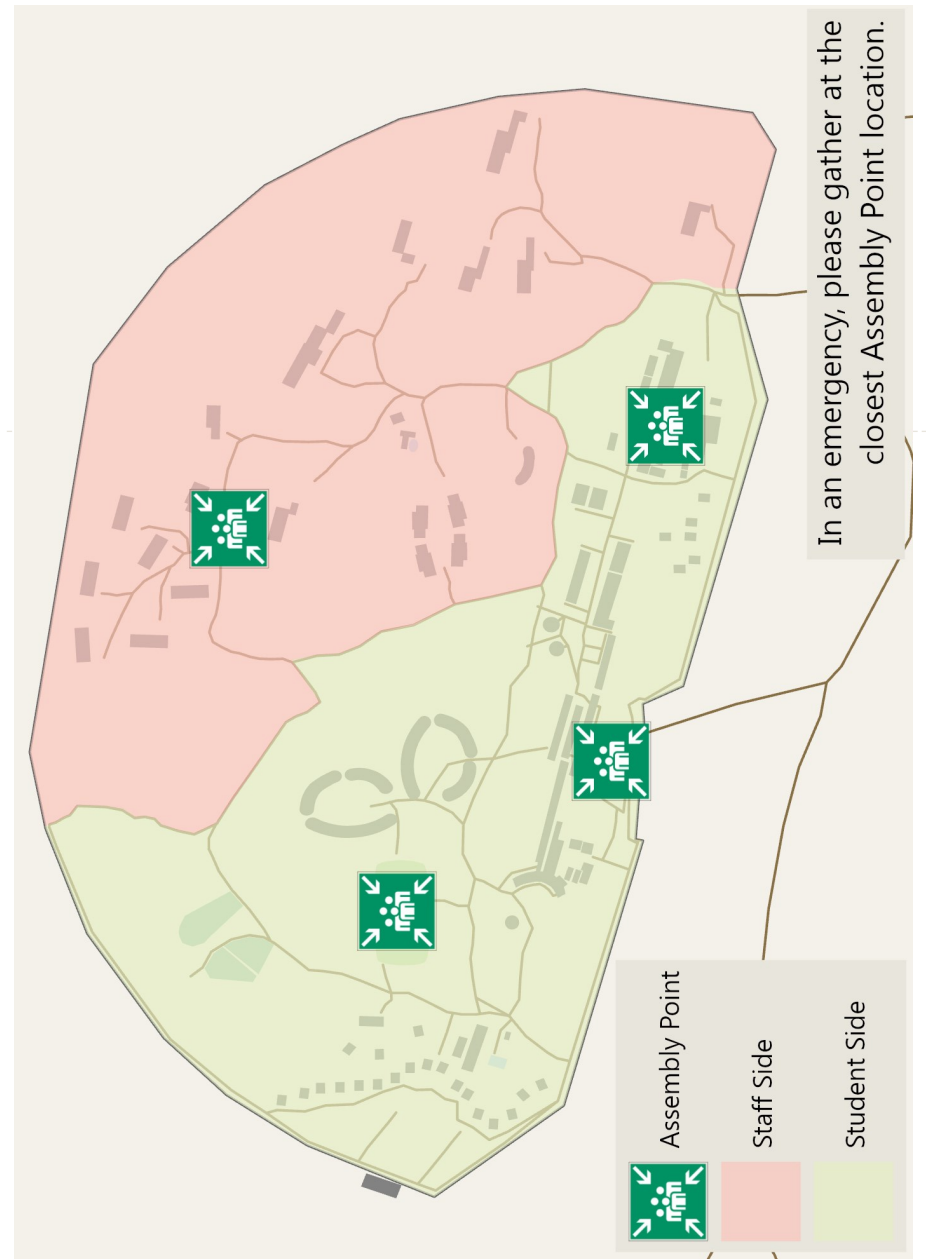 In an emergency, please gather at the
closest Assembly Point location.
Assembly Point
Staff Side
Student Side